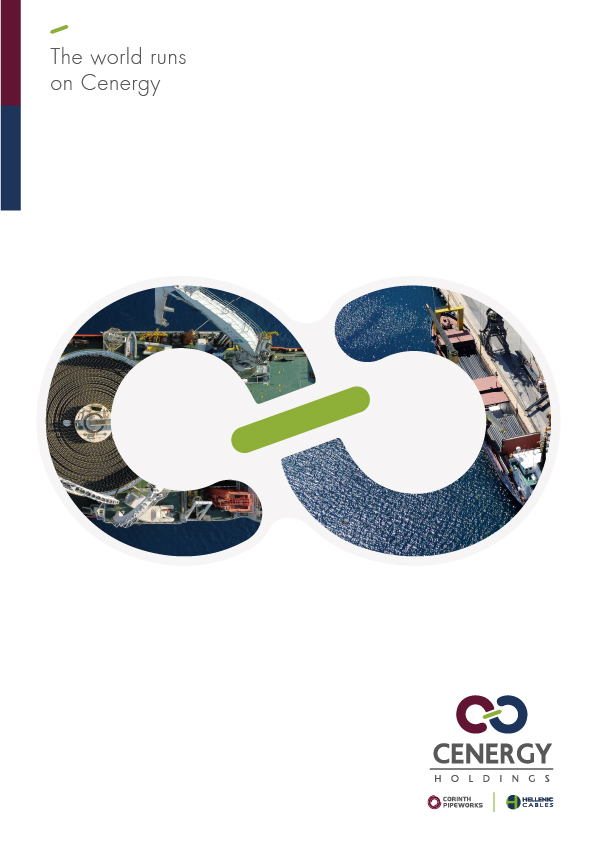 The world runs
on Cenergy
CENERGY
HOLDINGS
CORINTH
PIPEWORKS
HELLENIC
CABLES